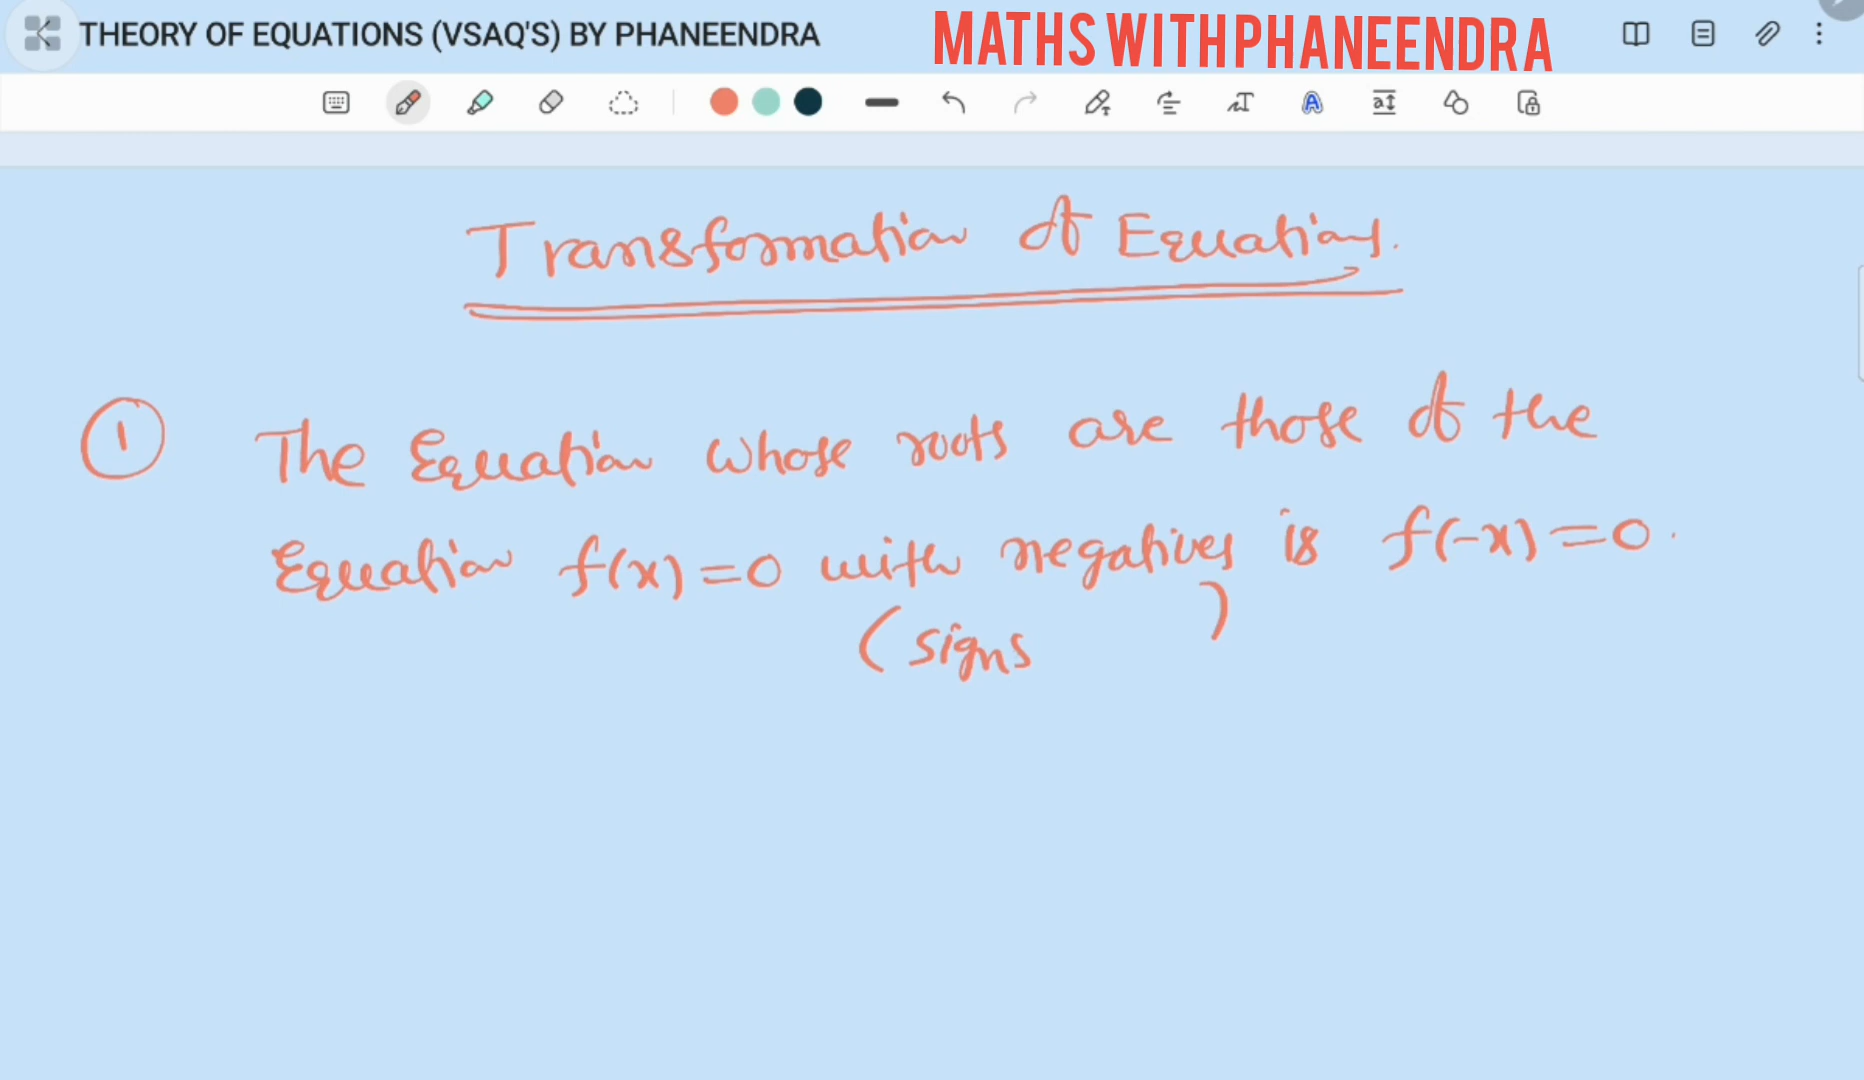 THEORY OF EQUATIONS (VSAQ'S) BY PHANEENDRA
MATHS WITH PHANEENDRA
Transformation of Equations.
1 The Equation whose roots are those of the
Equation f(x)=0 with negatives is f(-x)=0.
(signs )